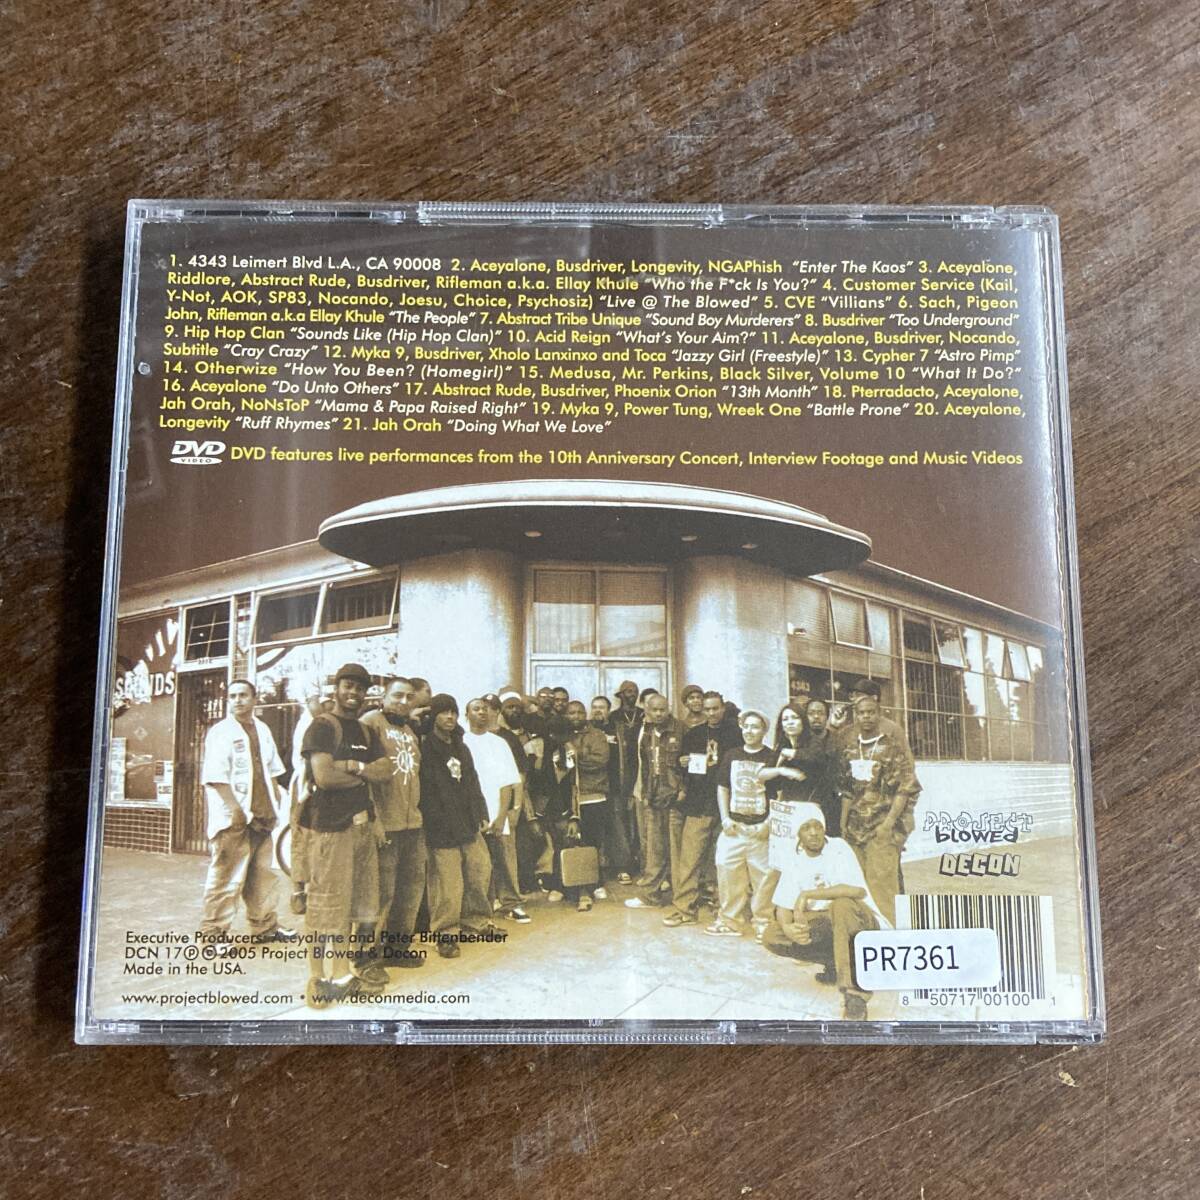 1. 4343 Leimert Blvd L.A., CA 90008 2. Aceyalone, Busdriver, Longevity, NGAPhish "Enter The Kaos" 3. Aceyalone,
Riddlore, Abstract Rude, Busdriver, Rifleman a.k.a. Ellay Khule "Who the F*ck Is You?" 4. Customer Service (Kail,
Y-Not, AOK, SP83, Nocando, Joesu, Choice, Psychosiz) "Live @ The Blowed" 5. CVE "Villians" 6. Sach, Pigeon
John, Rifleman a.k.a Ellay Khule "The People" 7. Abstract Tribe Unique "Sound Boy Murderers" 8. Busdriver "Too Underground"
9. Hip Hop Clan "Sounds Like (Hip Hop Clan)" 10. Acid Reign "What's Your Aim?" 11. Aceyalone, Busdriver, Nocando,
Subtitle "Cray Crazy" 12. Myka 9, Busdriver, Xholo Lanxinxo and Toca "Jazzy Girl (Freestyle)" 13. Cypher 7 "Astro Pimp"
14. Otherwize "How You Been? (Homegirl)" 15. Medusa, Mr. Perkins, Black Silver, Volume 10 "What It Do?"
16. Aceyalone "Do Unto Others" 17. Abstract Rude, Busdriver, Phoenix Orion "13th Month" 18. Pterradacto, Aceyalone,
Jah Orah, NoNsToP "Mama & Papa Raised Right" 19. Myka 9, Power Tung, Wreek One "Battle Prone" 20. Aceyalone,
Longevity "Ruff Rhymes" 21. Jah Orah "Doing What We Love"
DVD VIDEO DVD features live performances from the 10th Anniversary Concert, Interview Footage and Music Videos
SOUNDS
4343
PROJECT
blowed
DECON
Executive Producers: Aceyalone and Peter Bittenbender
DCN 17 ℗ © 2005 Project Blowed & Decon
Made in the USA.
www.projectblowed.com • www.deconmedia.com
PR7361
8 50717 00100 1